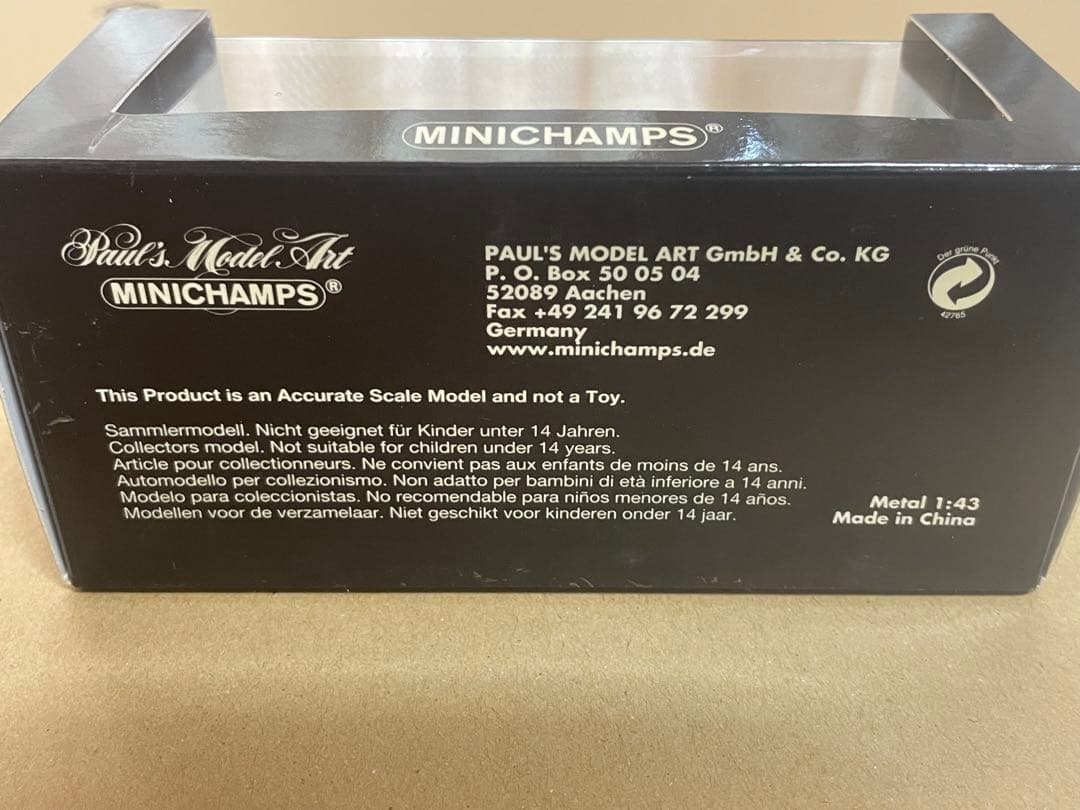 MINICHAMPS®
Paul's Model Art
MINICHAMPS®
PAUL'S MODEL ART GmbH & Co. KG
P. O. Box 50 05 04
52089 Aachen
Fax +49 241 96 72 299
Germany
www.minichamps.de
Der grüne Punkt
42765
This Product is an Accurate Scale Model and not a Toy.
Sammlermodell. Nicht geeignet für Kinder unter 14 Jahren.
Collectors model. Not suitable for children under 14 years.
Article pour collectionneurs. Ne convient pas aux enfants de moins de 14 ans.
Automodello per collezionismo. Non adatto per bambini di età inferiore a 14 anni.
Modelo para coleccionistas. No recomendable para niños menores de 14 años.
Modellen voor de verzamelaar. Niet geschikt voor kinderen onder 14 jaar.
Metal 1:43
Made in China